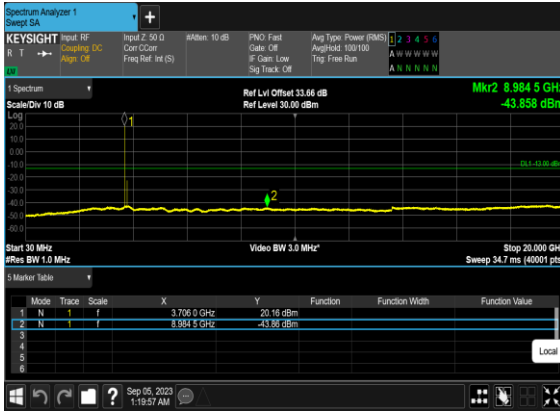 Spectrum Analyzer 1
Swept SA
+
KEYSIGHT
R T
Input: RF
Coupling: DC
Align: Off
Input Z: 50 Ω
Corr CCorr
Freq Ref: Int (S)
#Atten: 10 dB
PNO: Fast
Gate: Off
IF Gain: Low
Sig Track: Off
Avg Type: Power (RMS)
Avg|Hold: 100/100
Trig: Free Run
1 2 3 4 5 6
A W W W W W
A N N N N N
1 Spectrum
Scale/Div 10 dB
Ref Lvl Offset 33.66 dB
Ref Level 30.00 dBm
Mkr2 8.984 5 GHz
-43.858 dBm
Log
20.0
10.0
0.00
-10.0
-20.0
-30.0
-40.0
-50.0
-60.0
1
2
DL1 -13.00 dBm
Start 30 MHz
#Res BW 1.0 MHz
Video BW 3.0 MHz*
Stop 20.000 GHz
Sweep 34.7 ms (40001 pts)
5 Marker Table
Mode Trace Scale X Y Function Function Width Function Value
1 N 1 f 3.706 0 GHz 20.16 dBm
2 N 1 f 8.984 5 GHz -43.86 dBm
3
4
5
6
Local
?
Sep 05, 2023
1:19:57 AM